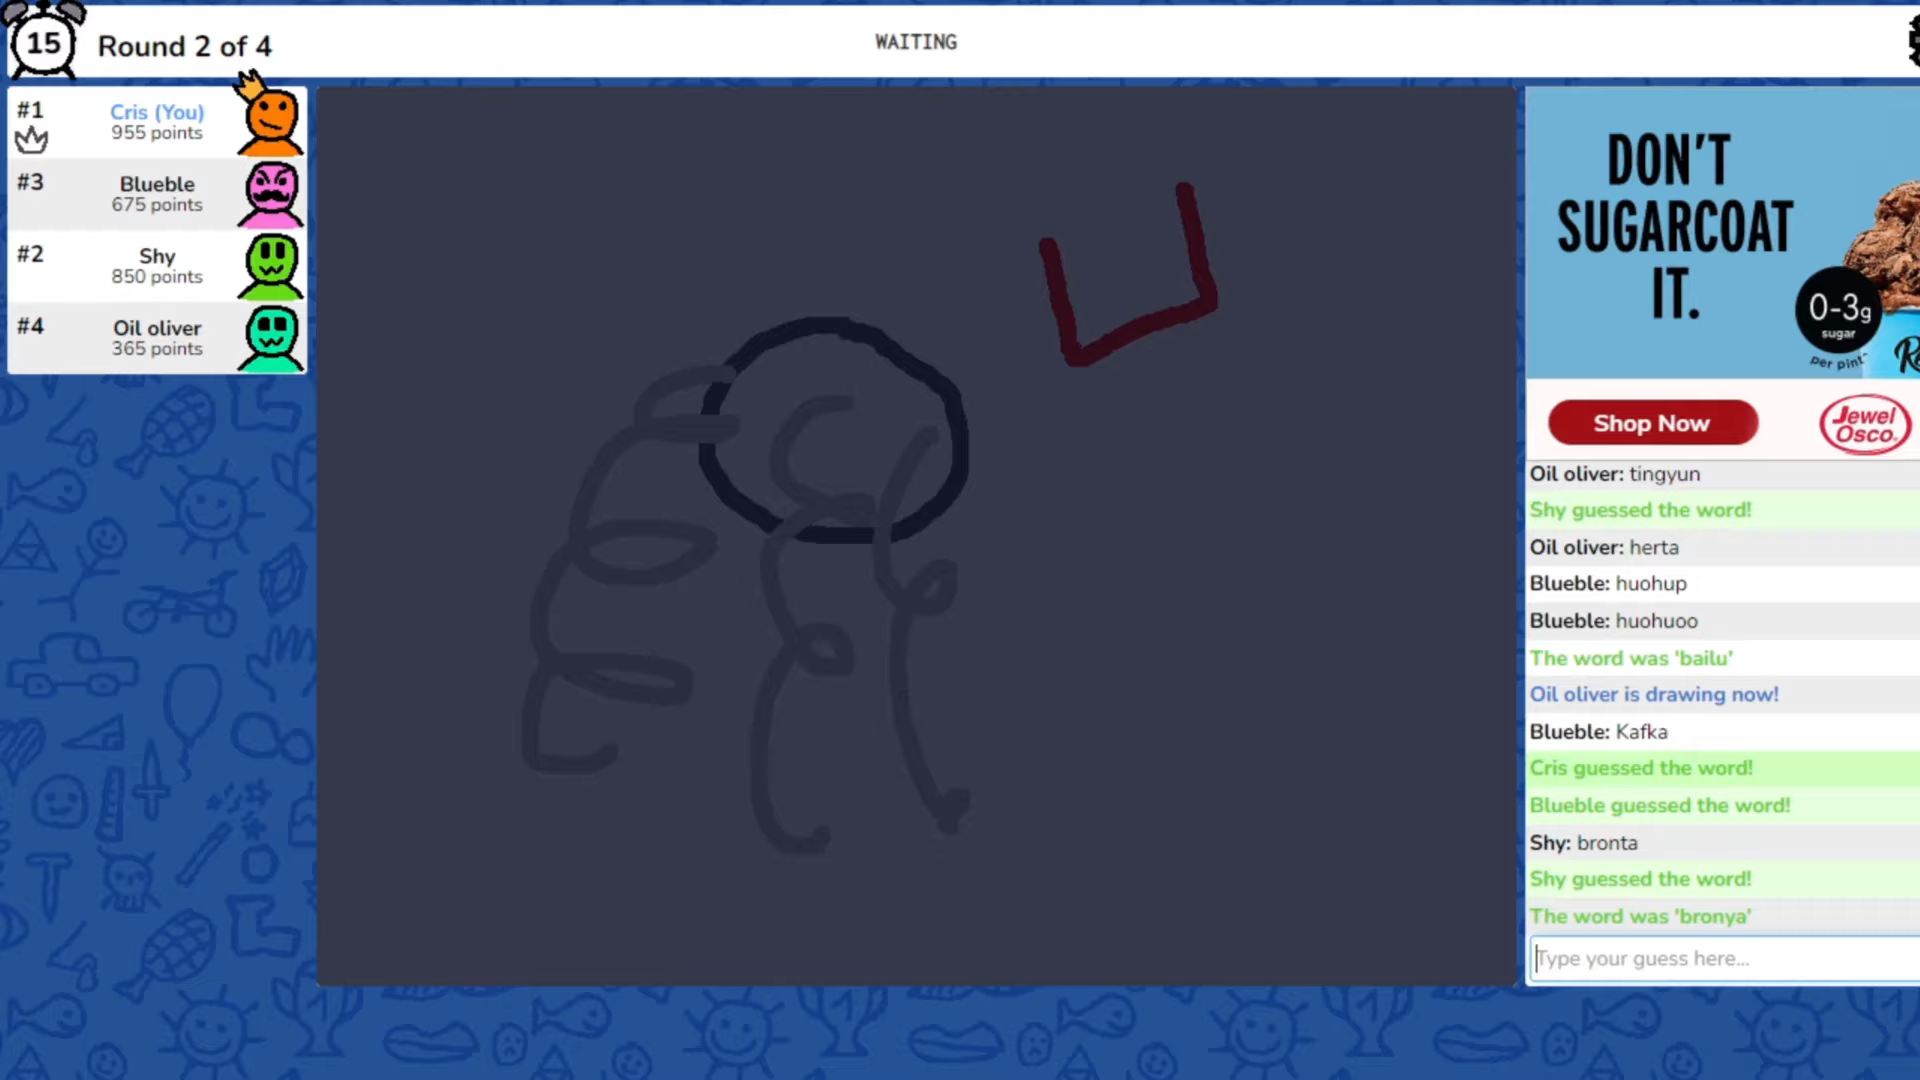 15
Round 2 of 4
WAITING
#1
Cris (You)
955 points
#3
Blueble
675 points
#2
Shy
850 points
#4
Oil oliver
365 points
DON'T
SUGARCOAT
IT.
0-3g
sugar
per pint
Shop Now
Jewel
Osco.
Oil oliver: tingyun
Shy guessed the word!
Oil oliver: herta
Blueble: huohup
Blueble: huohuoo
The word was 'bailu'
Oil oliver is drawing now!
Blueble: Kafka
Cris guessed the word!
Blueble guessed the word!
Shy: bronta
Shy guessed the word!
The word was 'bronya'
Type your guess here...